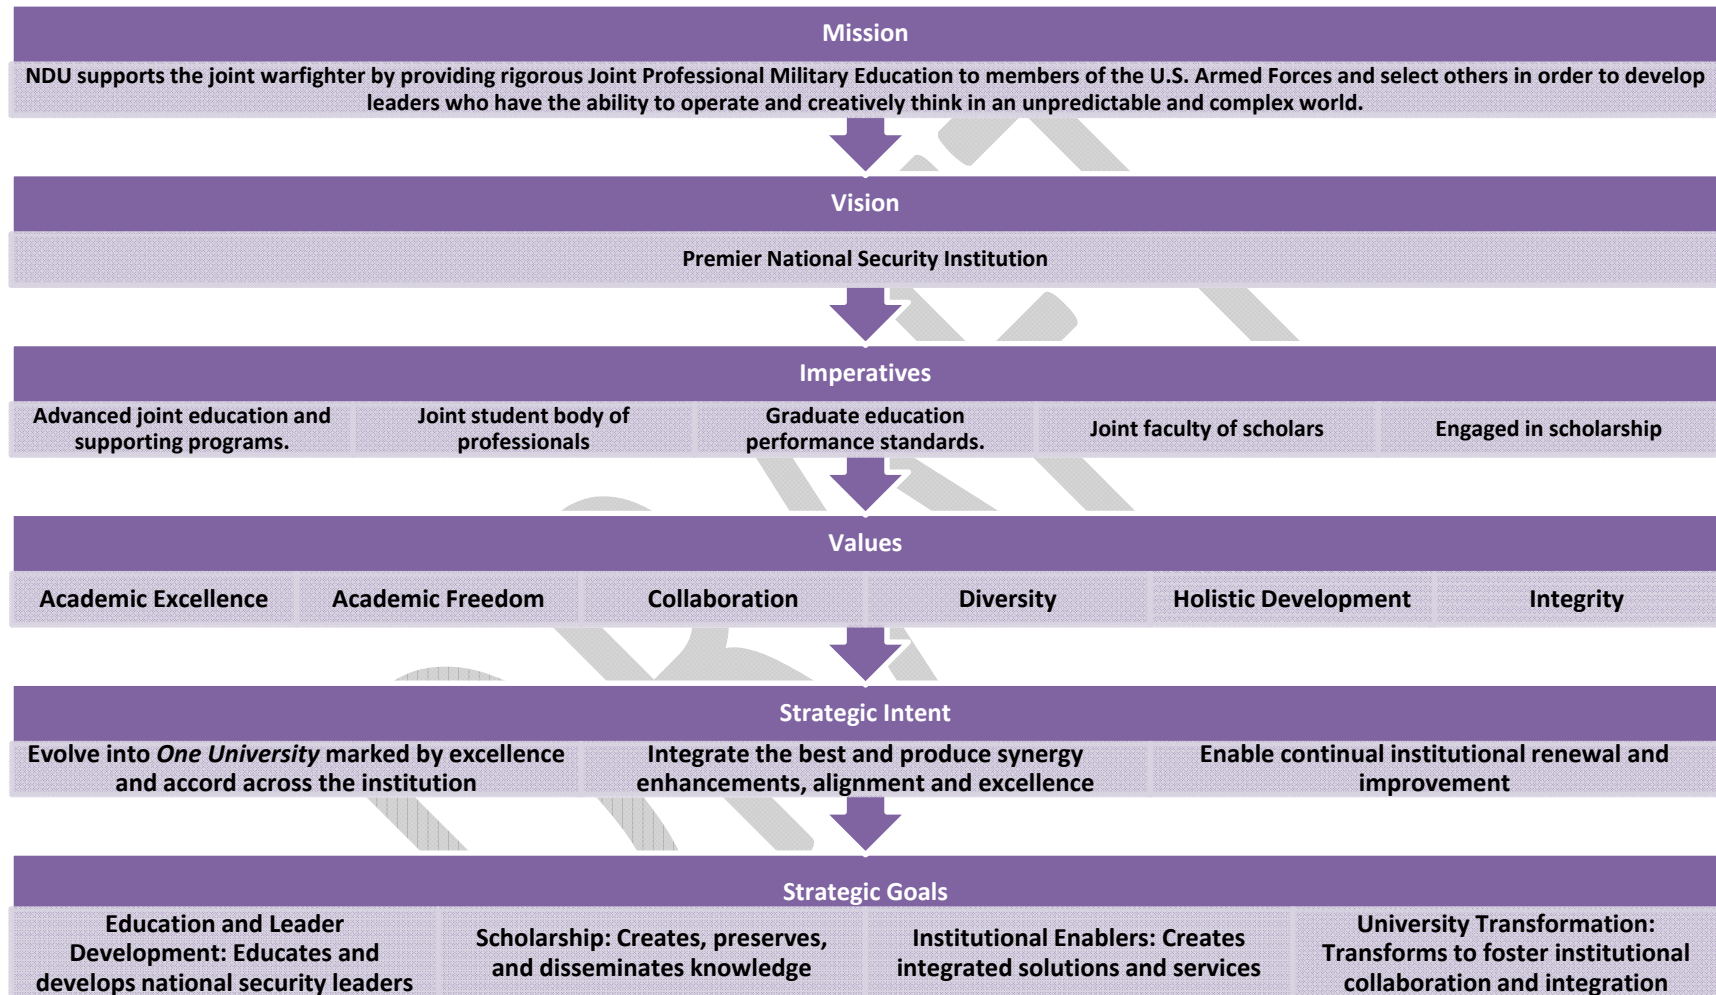 Mission
NDU supports the joint warfighter by providing rigorous Joint Professional Military Education to members of the U.S. Armed Forces and select others in order to develop
leaders who have the ability to operate and creatively think in an unpredictable and complex world.
Vision
Premier National Security Institution
Imperatives
Advanced joint education and
supporting programs.
Joint student body of
professionals
Graduate education
performance standards.
Joint faculty of scholars
Engaged in scholarship
Values
Academic Excellence
Academic Freedom
Collaboration
Diversity
Holistic Development
Integrity
Strategic Intent
Evolve into One University marked by excellence
and accord across the institution
Integrate the best and produce synergy
enhancements, alignment and excellence
Enable continual institutional renewal and
improvement
Strategic Goals
Education and Leader
Development: Educates and
develops national security leaders
Scholarship: Creates, preserves,
and disseminates knowledge
Institutional Enablers: Creates
integrated solutions and services
University Transformation:
Transforms to foster institutional
collaboration and integration